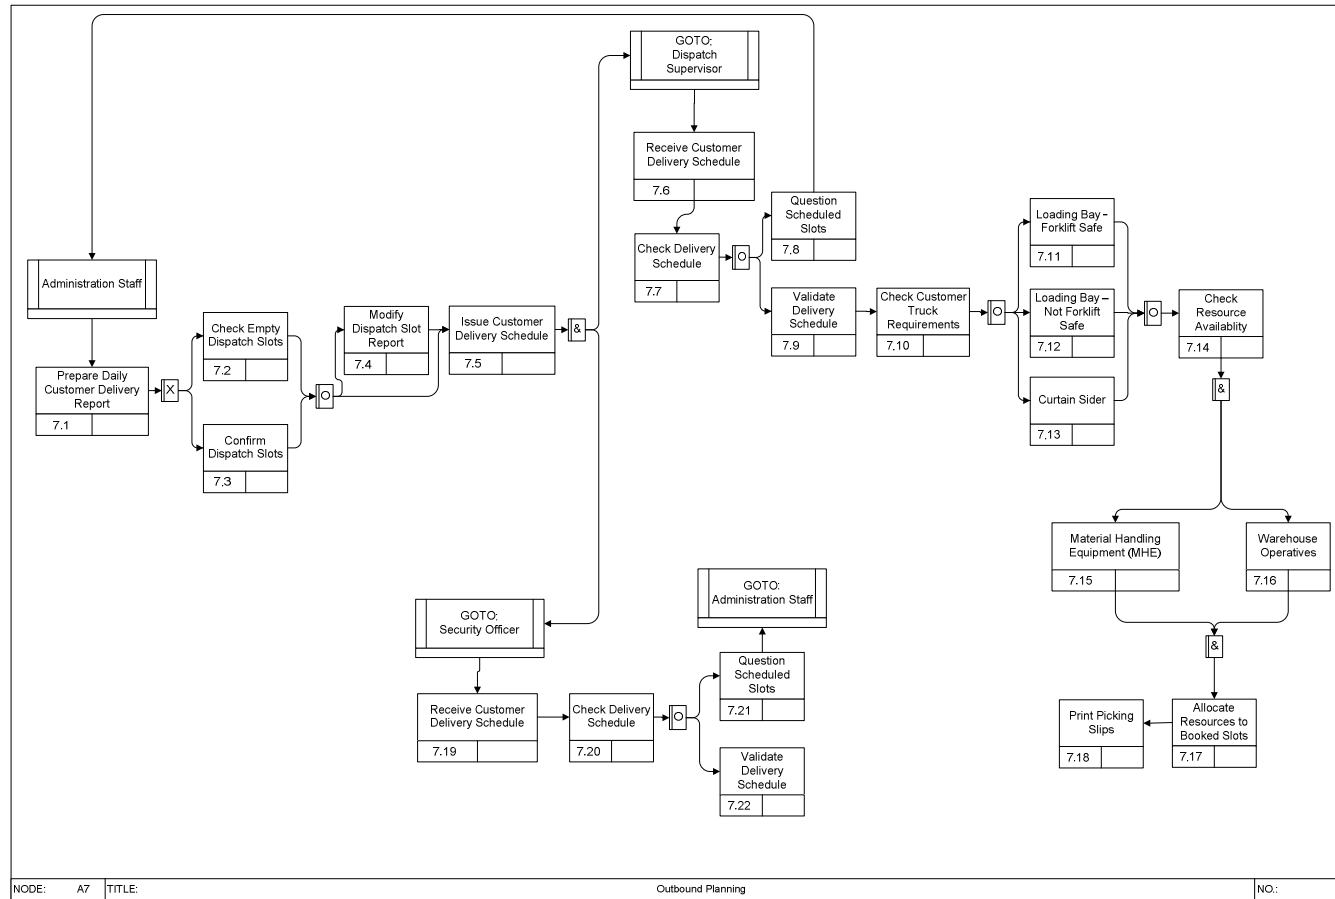 GOTO:
Dispatch
Supervisor
Receive Customer
Delivery Schedule
7.6
Question
Scheduled
Slots
7.8
Check Delivery
Schedule
7.7
O
Validate
Delivery
Schedule
7.9
Check Customer
Truck
Requirements
7.10
O
Loading Bay –
Forklift Safe
7.11
Loading Bay –
Not Forklift
Safe
7.12
Curtain Sider
7.13
O
Check
Resource
Availablity
7.14
&
Administration Staff
Prepare Daily
Customer Delivery
Report
7.1
X
Check Empty
Dispatch Slots
7.2
Confirm
Dispatch Slots
7.3
O
Modify
Dispatch Slot
Report
7.4
Issue Customer
Delivery Schedule
7.5
&
Material Handling
Equipment (MHE)
7.15
Warehouse
Operatives
7.16
&
Allocate
Resources to
Booked Slots
7.17
Print Picking
Slips
7.18
GOTO:
Security Officer
Receive Customer
Delivery Schedule
7.19
Check Delivery
Schedule
7.20
O
GOTO:
Administration Staff
Question
Scheduled
Slots
7.21
Validate
Delivery
Schedule
7.22
NODE: A7 TITLE: Outbound Planning NO.: